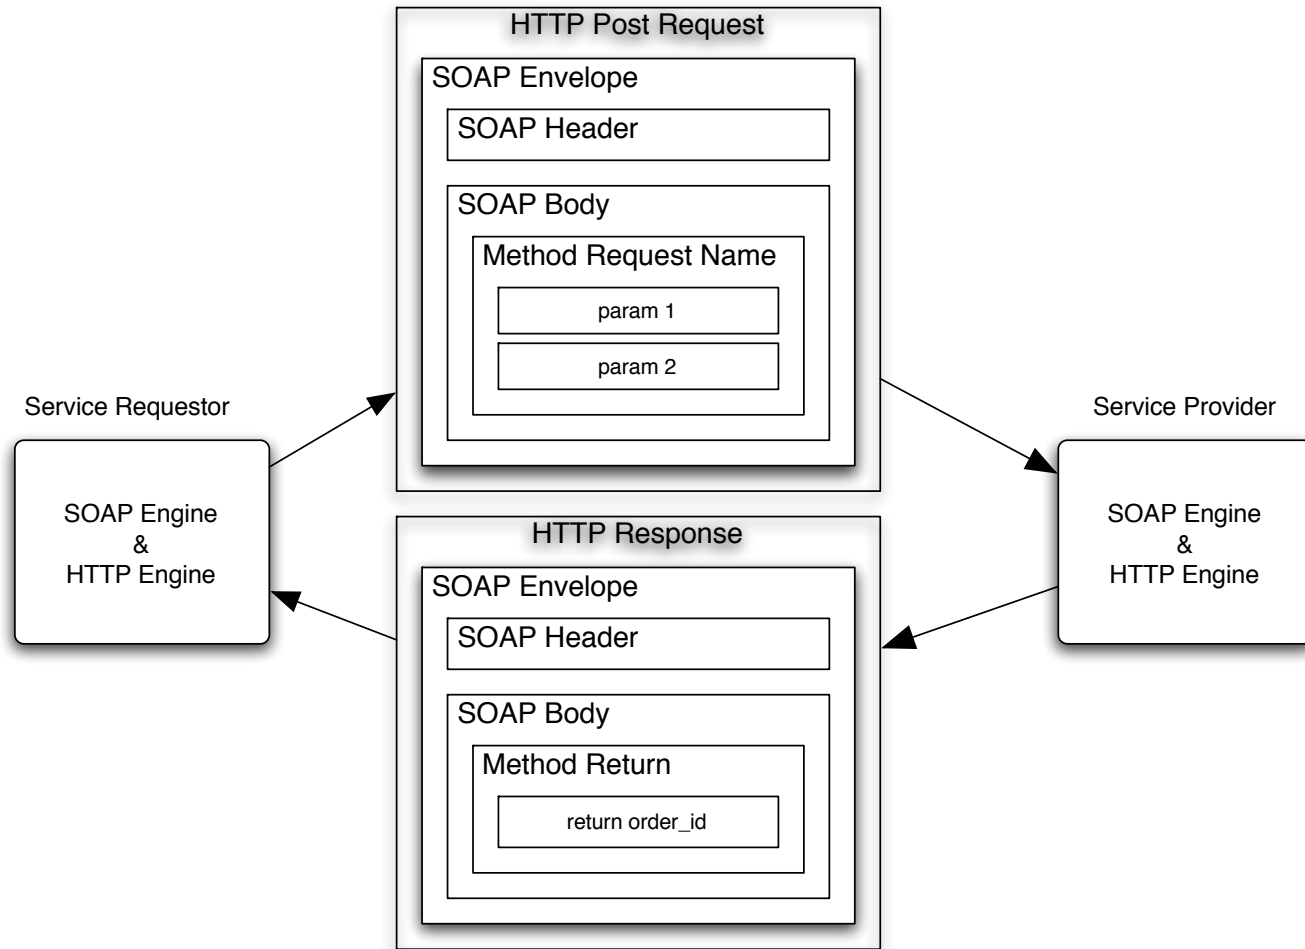 HTTP Post Request
SOAP Envelope
SOAP Header
SOAP Body
Method Request Name
param 1
param 2
Service Requestor
SOAP Engine
&
HTTP Engine
Service Provider
SOAP Engine
&
HTTP Engine
HTTP Response
SOAP Envelope
SOAP Header
SOAP Body
Method Return
return order_id